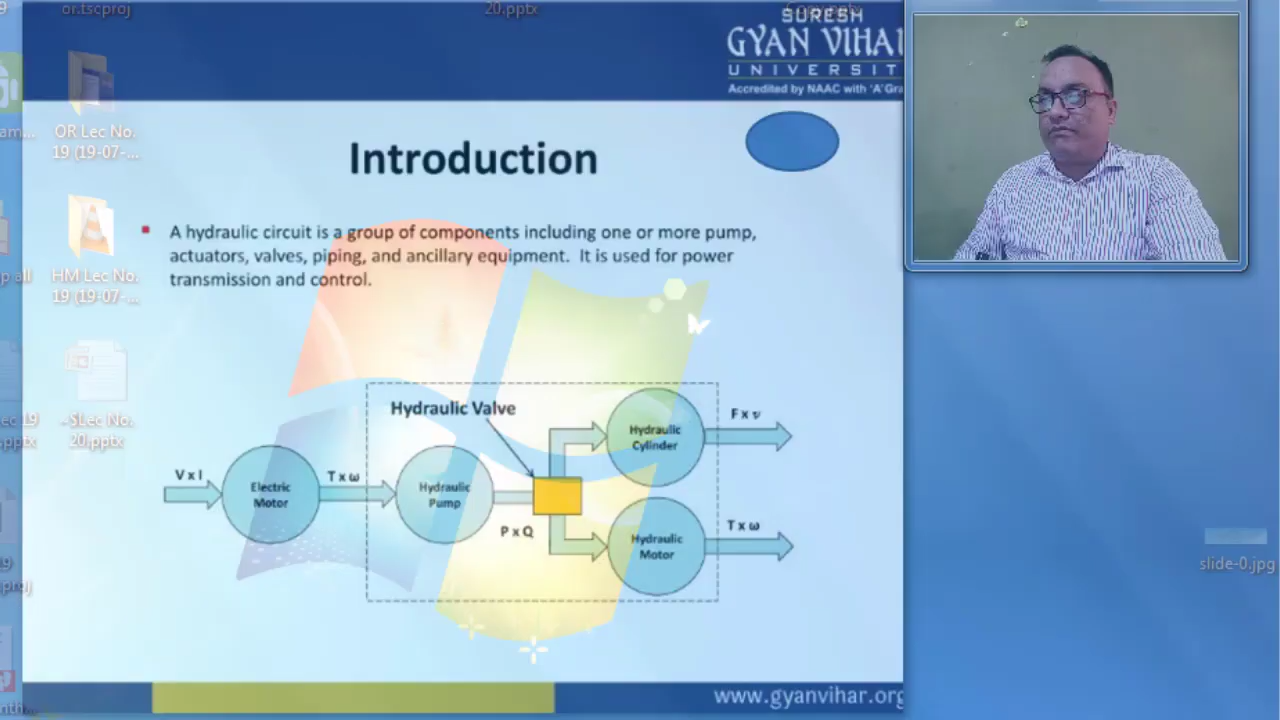 or.tscproj
20.pptx
SURESH
GYAN VIHAR
UNIVERSIT
Accredited by NAAC with 'A' Gra
OR Lec No.
19 (19-07-...
Introduction
A hydraulic circuit is a group of components including one or more pump,
actuators, valves, piping, and ancillary equipment. It is used for power
transmission and control.
HM Lec No.
19 (19-07-...
~SLec No.
20.pptx
Hydraulic Valve
V x I
Electric
Motor
T x ω
Hydraulic
Pump
P x Q
Hydraulic
Cylinder
F x v
Hydraulic
Motor
T x ω
slide-0.jpg
www.gyanvihar.org